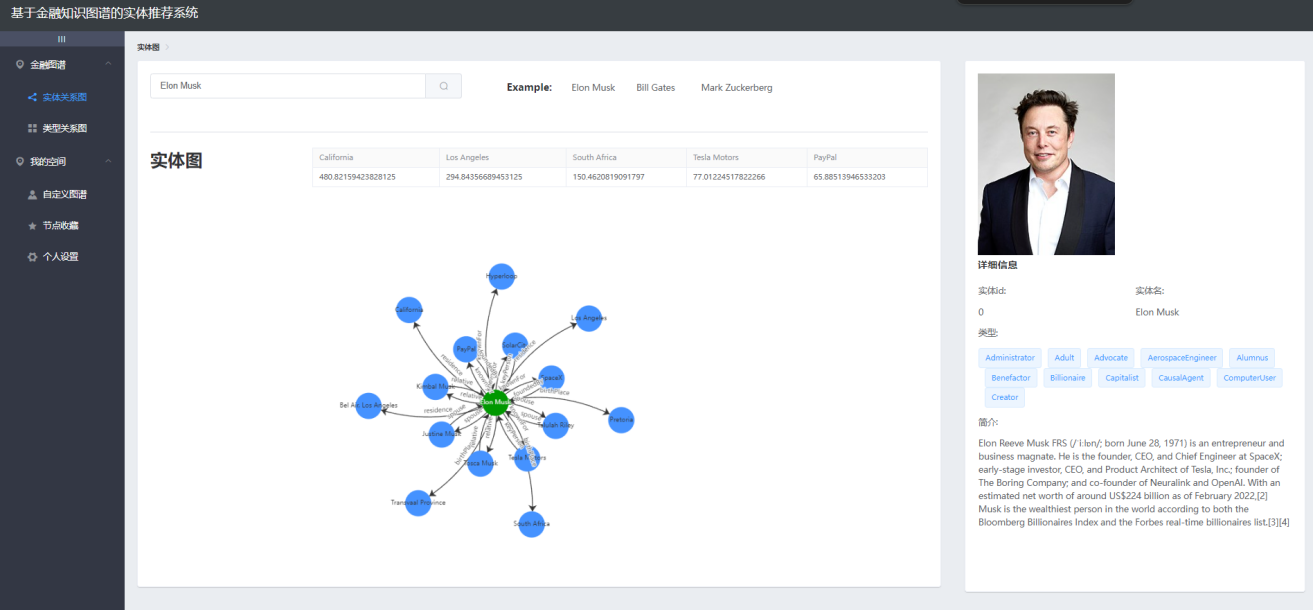 基于金融知识图谱的实体推荐系统
金融图谱
实体关系图
类型关系图
我的空间
自定义图谱
节点收藏
个人设置
实体图
Elon Musk
Example: Elon Musk Bill Gates Mark Zuckerberg
实体图
California Los Angeles South Africa Tesla Motors PayPal
480.82159423828125 294.84356689453125 150.4620819091797 77.01224517822266 65.88513946533203
Hyperloop
California
Los Angeles
PayPal
SolarCity
residence
residence
relative
Kimbal Musk
SpaceX
birthPlace
relative
spouse
Elon Musk
Bel Air, Los Angeles
residence
spouse
spouse
Pretoria
Justine Musk
Talulah Riley
relative
Tosca Musk
Tesla Motors
Transvaal Province
South Africa
详细信息
实体id: 实体名:
0 Elon Musk
类型:
Administrator Adult Advocate AerospaceEngineer Alumnus
Benefactor Billionaire Capitalist CausalAgent ComputerUser
Creator
简介:
Elon Reeve Musk FRS (/ˈiːlɒn/; born June 28, 1971) is an entrepreneur and
business magnate. He is the founder, CEO, and Chief Engineer at SpaceX;
early-stage investor, CEO, and Product Architect of Tesla, Inc.; founder of
The Boring Company; and co-founder of Neuralink and OpenAI. With an
estimated net worth of around US$224 billion as of February 2022,[2]
Musk is the wealthiest person in the world according to both the
Bloomberg Billionaires Index and the Forbes real-time billionaires list.[3][4]